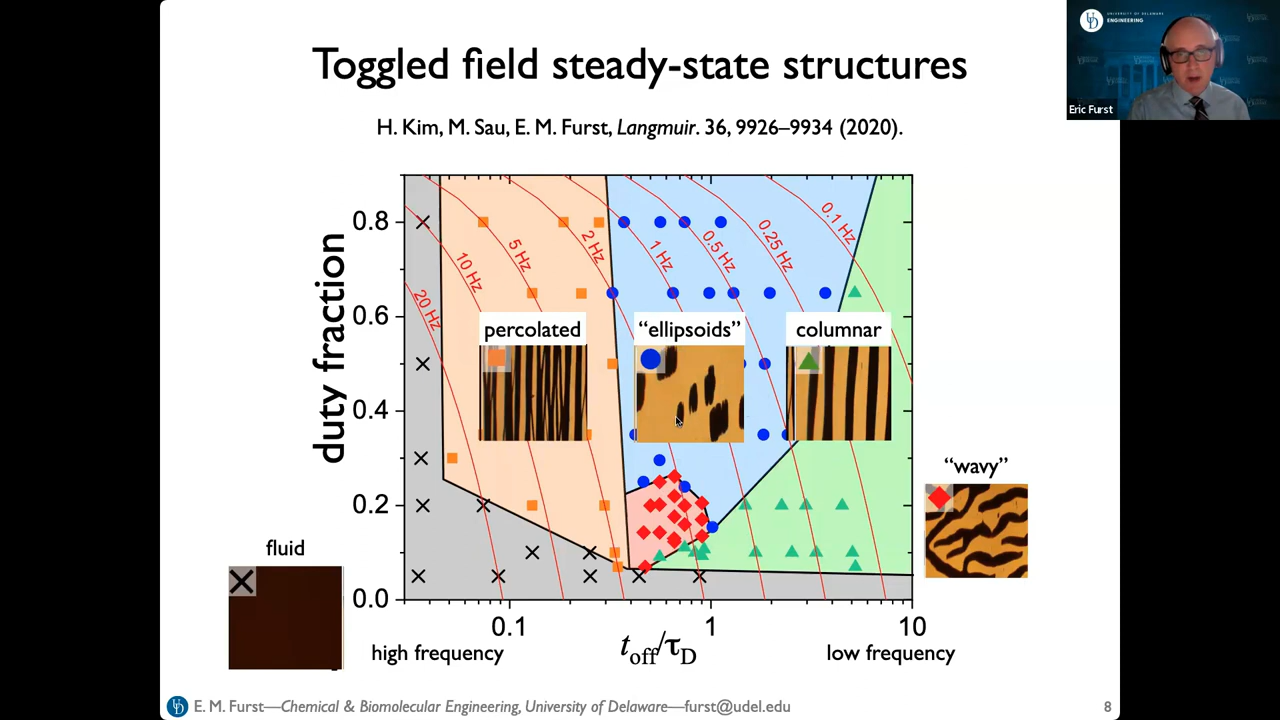 Toggled field steady-state structures
H. Kim, M. Sau, E. M. Furst, Langmuir. 36, 9926–9934 (2020).
UNIVERSITY OF DELAWARE
ENGINEERING
Eric Furst
duty fraction
0.8
0.6
0.4
0.2
0.0
20 Hz
10 Hz
5 Hz
2 Hz
1 Hz
0.5 Hz
0.25 Hz
0.1 Hz
percolated
“ellipsoids”
columnar
“wavy”
fluid
0.1
1
10
high frequency
t_off/τ_D
low frequency
UD E. M. Furst—Chemical & Biomolecular Engineering, University of Delaware—furst@udel.edu
8